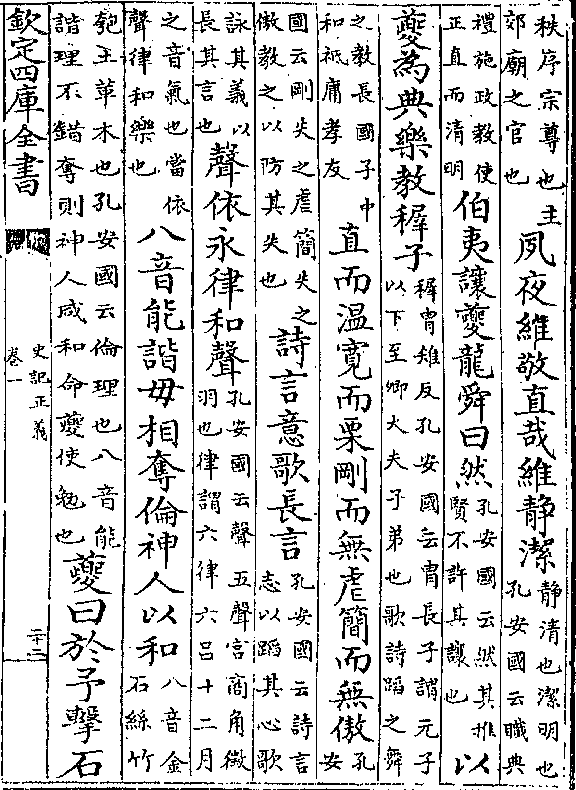 秩序宗尊也主郊廟之官也夙夜維敬直哉維静潔静清也潔明也孔安國云職典
禮施政教使正直而清明伯夷讓夔龍舜曰然孔安國云然其推賢不許其讓也以
夔為典樂教穉子穉胄雉反孔安國云胄長子謂元子以下至卿大夫子弟也歌詩蹈之舞
之教長國子中和祗庸孝友直而温寛而栗剛而無虐簡而無傲孔安
國云剛失之虐簡失之傲教之以防其失也詩言意歌長言孔安國云詩言志以蹈其心歌
詠其義以長其言也聲依永律和聲孔安國云聲五聲宫商角徴羽也律謂六律六吕十二月
之音氣也當依聲律和樂也八音能諧毋相奪倫神人以和八音金石絲竹
匏土革木也孔安國云倫理也八音能諧理不錯奪則神人咸和命夔使勉也夔曰於予擊石
欽定四庫全書
史記正義
卷一
二十二